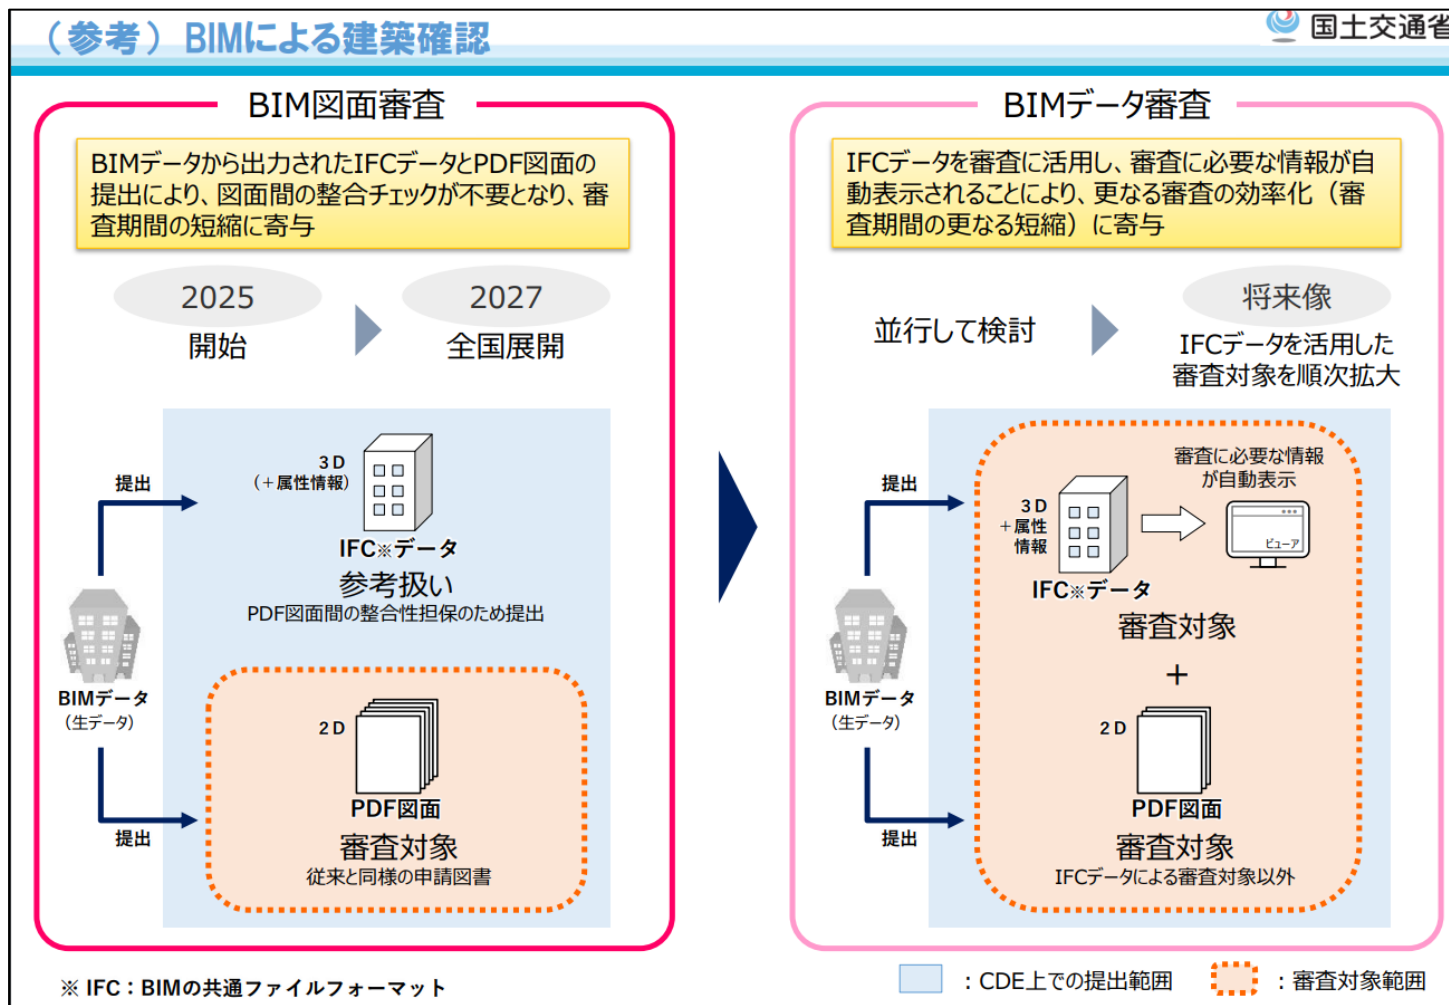 （参考）BIMによる建築確認
国土交通省
BIM図面審査
BIMデータから出力されたIFCデータとPDF図面の
提出により、図面間の整合チェックが不要となり、審
査期間の短縮に寄与
2025
開始
2027
全国展開
提出
3D
（＋属性情報）
IFC※データ
参考扱い
PDF図面間の整合性担保のため提出
BIMデータ
（生データ）
提出
2D
PDF図面
審査対象
従来と同様の申請図書
BIMデータ審査
IFCデータを審査に活用し、審査に必要な情報が自
動表示されることにより、更なる審査の効率化（審
査期間の更なる短縮）に寄与
並行して検討
将来像
IFCデータを活用した
審査対象を順次拡大
提出
3D
＋属性
情報
審査に必要な情報
が自動表示
ビューア
IFC※データ
審査対象
＋
BIMデータ
（生データ）
提出
2D
PDF図面
審査対象
IFCデータによる審査対象以外
※ IFC：BIMの共通ファイルフォーマット
：CDE上での提出範囲
：審査対象範囲